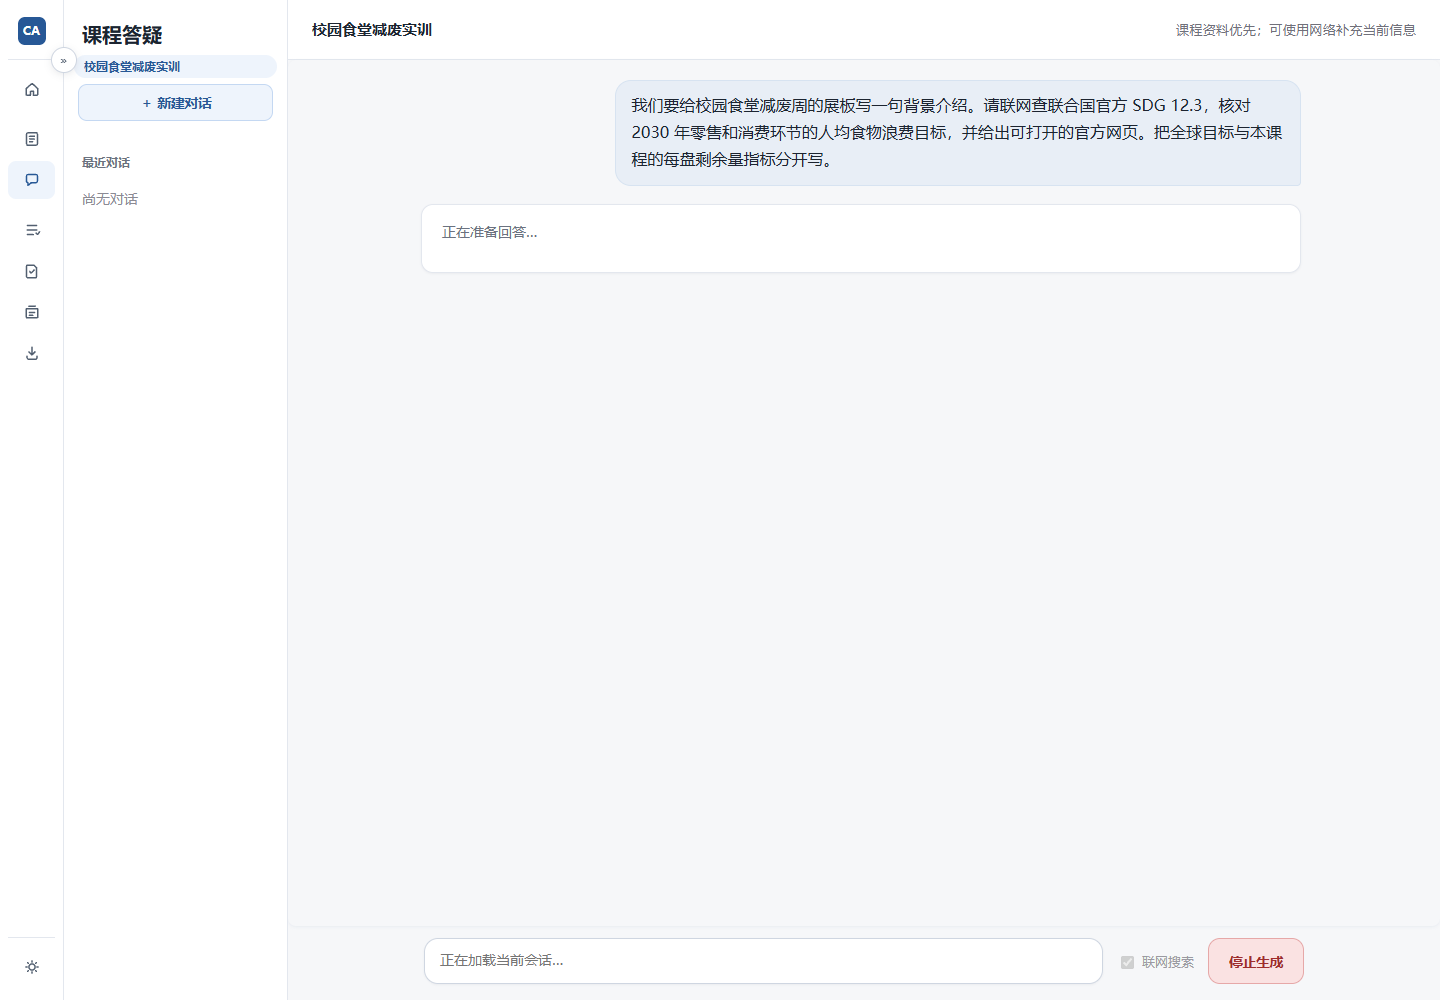 CA
»
课程答疑
校园食堂减废实训
+ 新建对话
最近对话
尚无对话
校园食堂减废实训
课程资料优先；可使用网络补充当前信息
我们要给校园食堂减废周的展板写一句背景介绍。请联网查联合国官方 SDG 12.3，核对
2030 年零售和消费环节的人均食物浪费目标，并给出可打开的官方网页。把全球目标与本课
程的每盘剩余量指标分开写。
正在准备回答...
正在加载当前会话...
联网搜索
停止生成